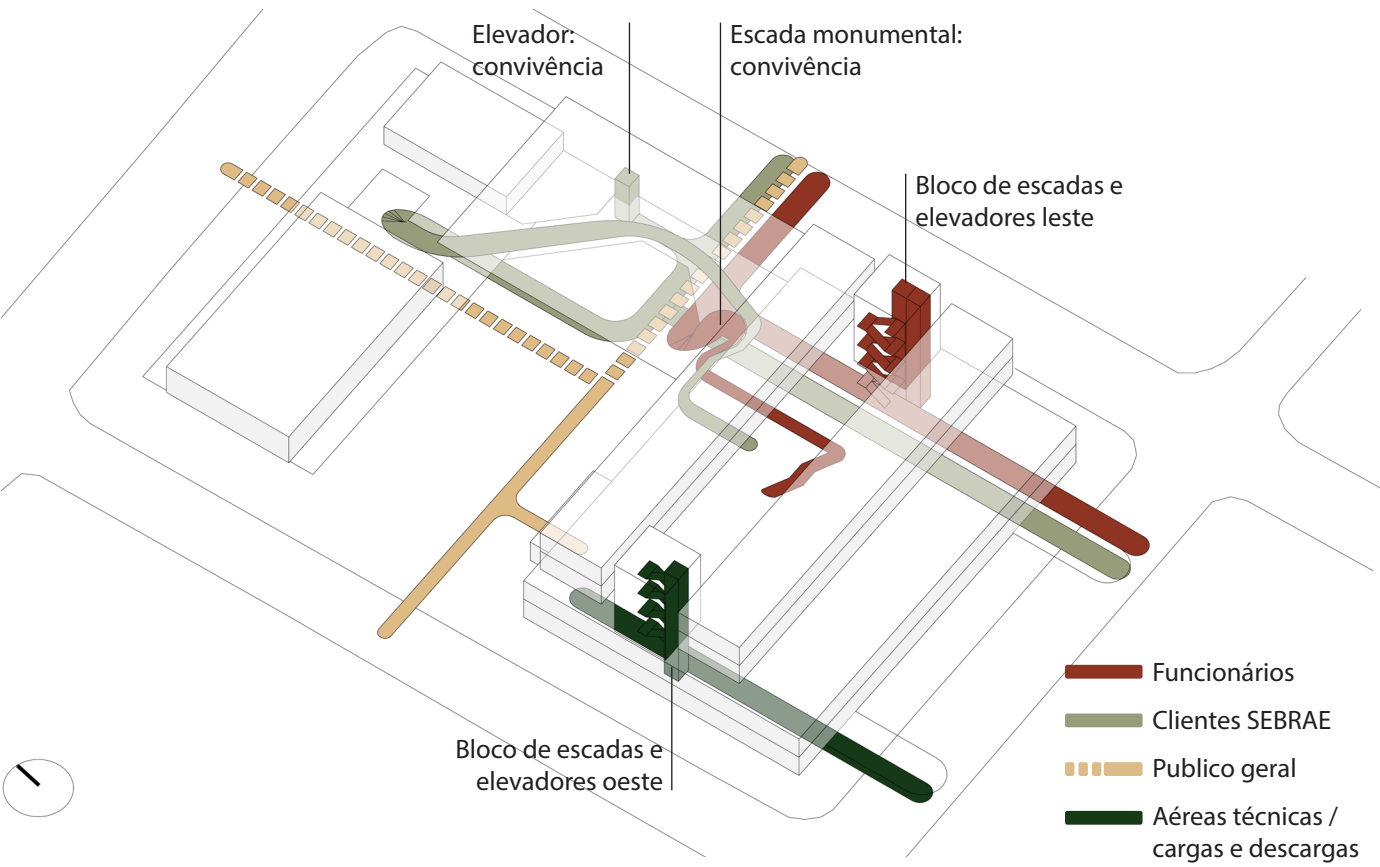 Elevador:
convivência
Escada monumental:
convivência
Bloco de escadas e
elevadores leste
Bloco de escadas e
elevadores oeste
Funcionários
Clientes SEBRAE
Publico geral
Aéreas técnicas /
cargas e descargas